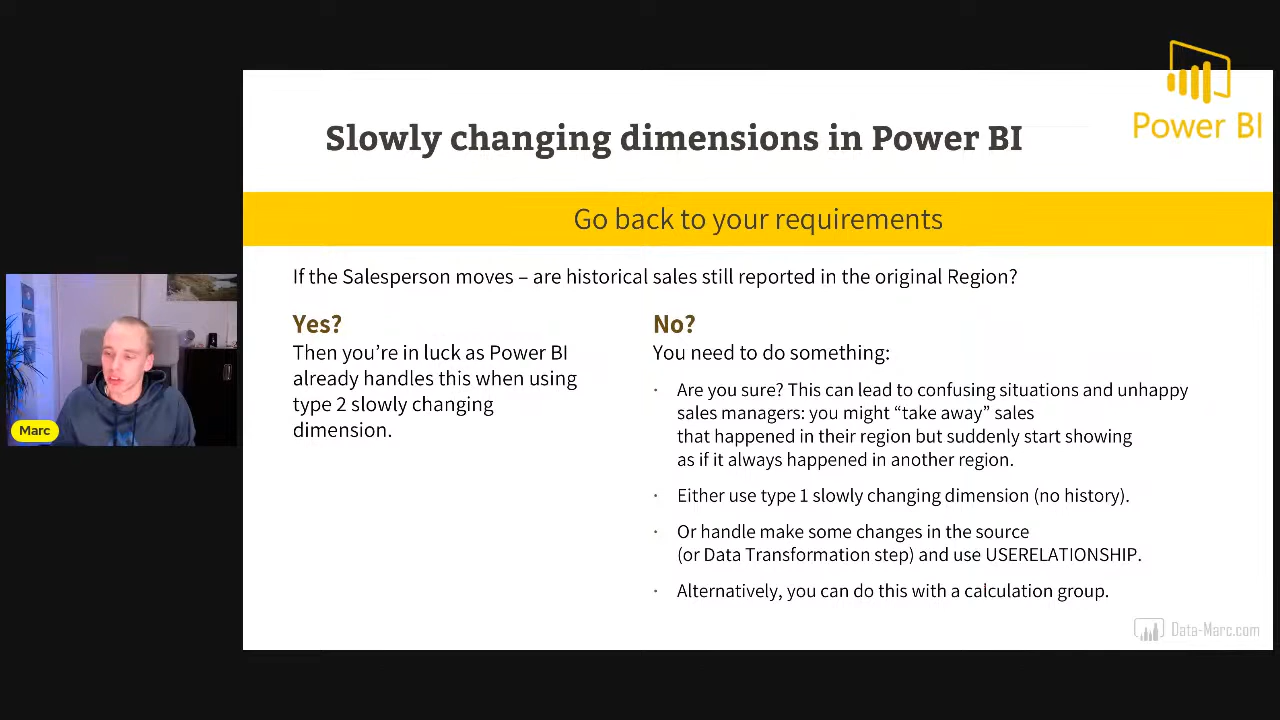 Power BI
Slowly changing dimensions in Power BI
Go back to your requirements
If the Salesperson moves – are historical sales still reported in the original Region?
Yes?
Then you're in luck as Power BI
already handles this when using
type 2 slowly changing
dimension.
No?
You need to do something:
· Are you sure? This can lead to confusing situations and unhappy
sales managers: you might “take away” sales
that happened in their region but suddenly start showing
as if it always happened in another region.
· Either use type 1 slowly changing dimension (no history).
· Or handle make some changes in the source
(or Data Transformation step) and use USERELATIONSHIP.
· Alternatively, you can do this with a calculation group.
Marc
Data-Marc.com